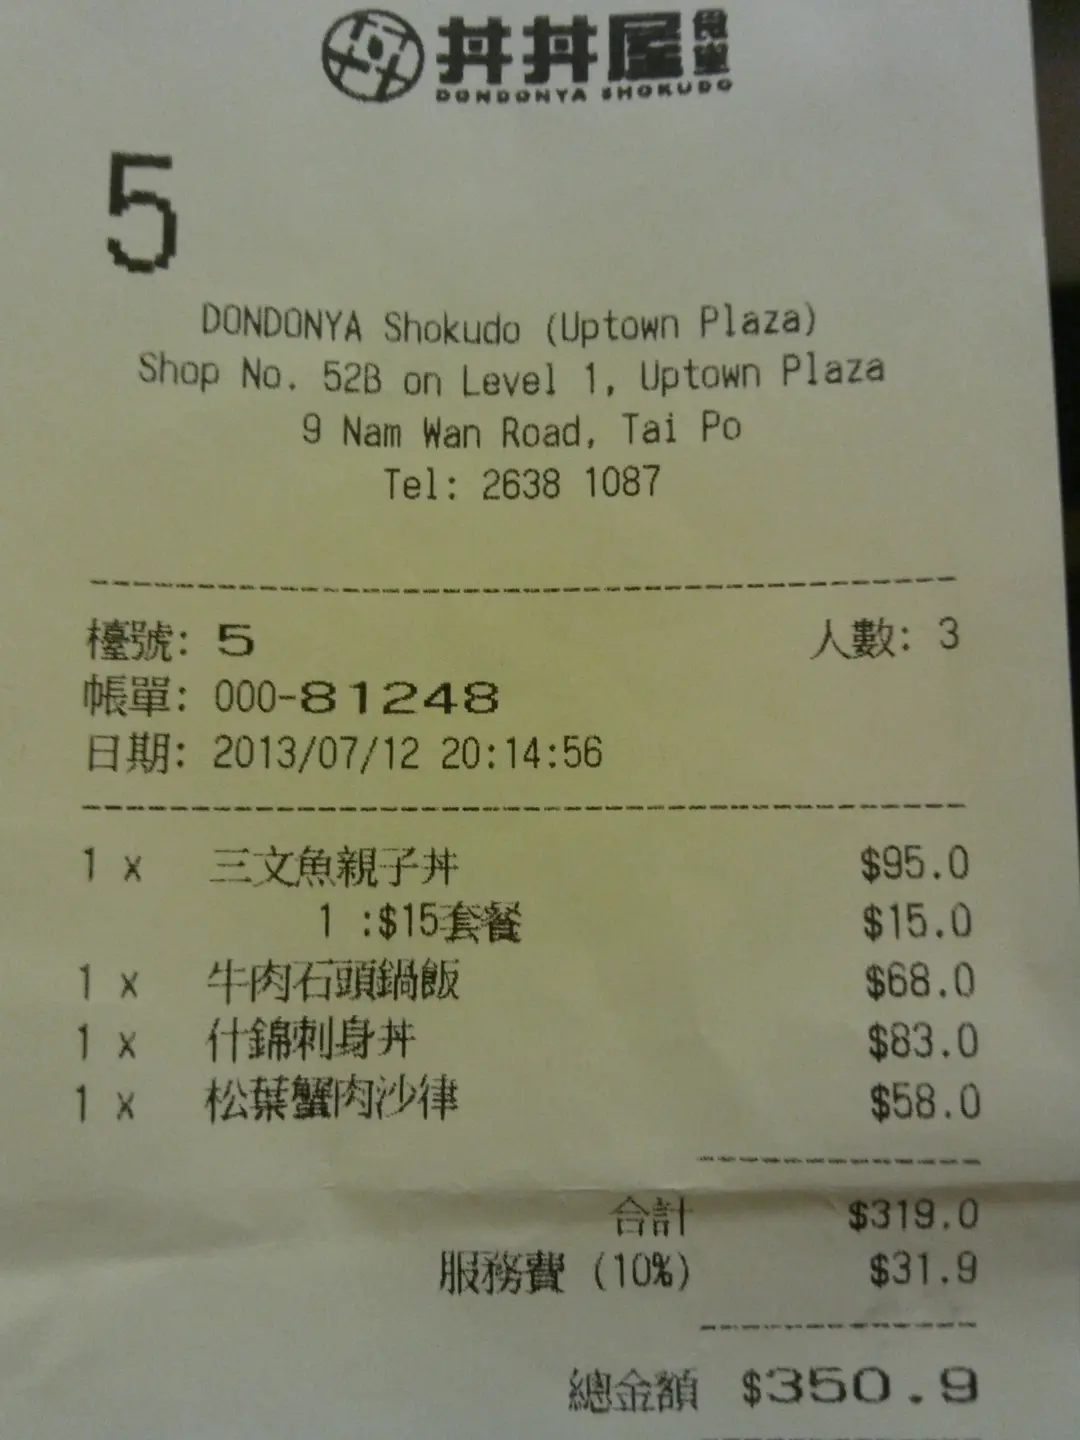 丼丼屋 食堂
DONDONYA SHOKUDO
5
DONDONYA Shokudo (Uptown Plaza)
Shop No. 52B on Level 1, Uptown Plaza
9 Nam Wan Road, Tai Po
Tel: 2638 1087
檯號: 5 人數: 3
帳單: 000-81248
日期: 2013/07/12 20:14:56
1 x 三文魚親子丼 $95.0
1 :$15套餐 $15.0
1 x 牛肉石頭鍋飯 $68.0
1 x 什錦刺身丼 $83.0
1 x 松葉蟹肉沙律 $58.0
合計 $319.0
服務費 (10%) $31.9
總金額 $350.9